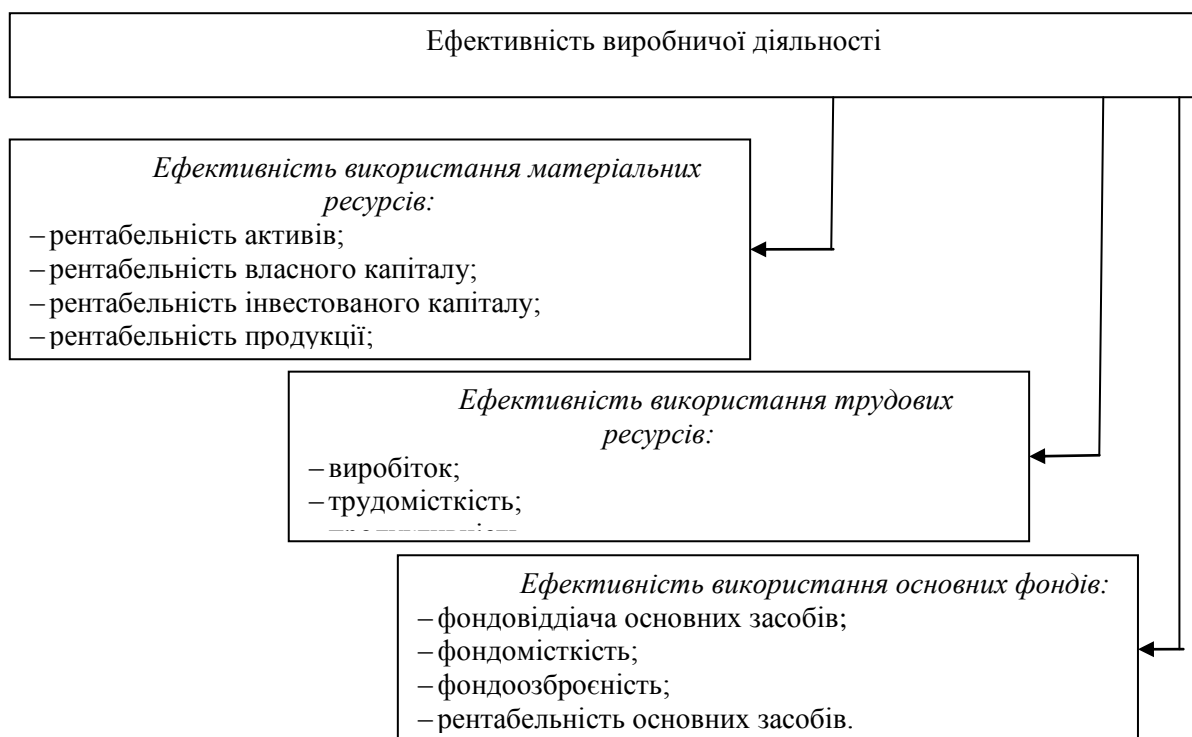 Ефективність виробничої діяльності
Ефективність використання матеріальних
ресурсів:
– рентабельність активів;
– рентабельність власного капіталу;
– рентабельність інвестованого капіталу;
– рентабельність продукції;
Ефективність використання трудових
ресурсів:
– виробіток;
– трудомісткість;
Ефективність використання основних фондів:
– фондовіддіача основних засобів;
– фондомісткість;
– фондоозброєність;
– рентабельність основних засобів.